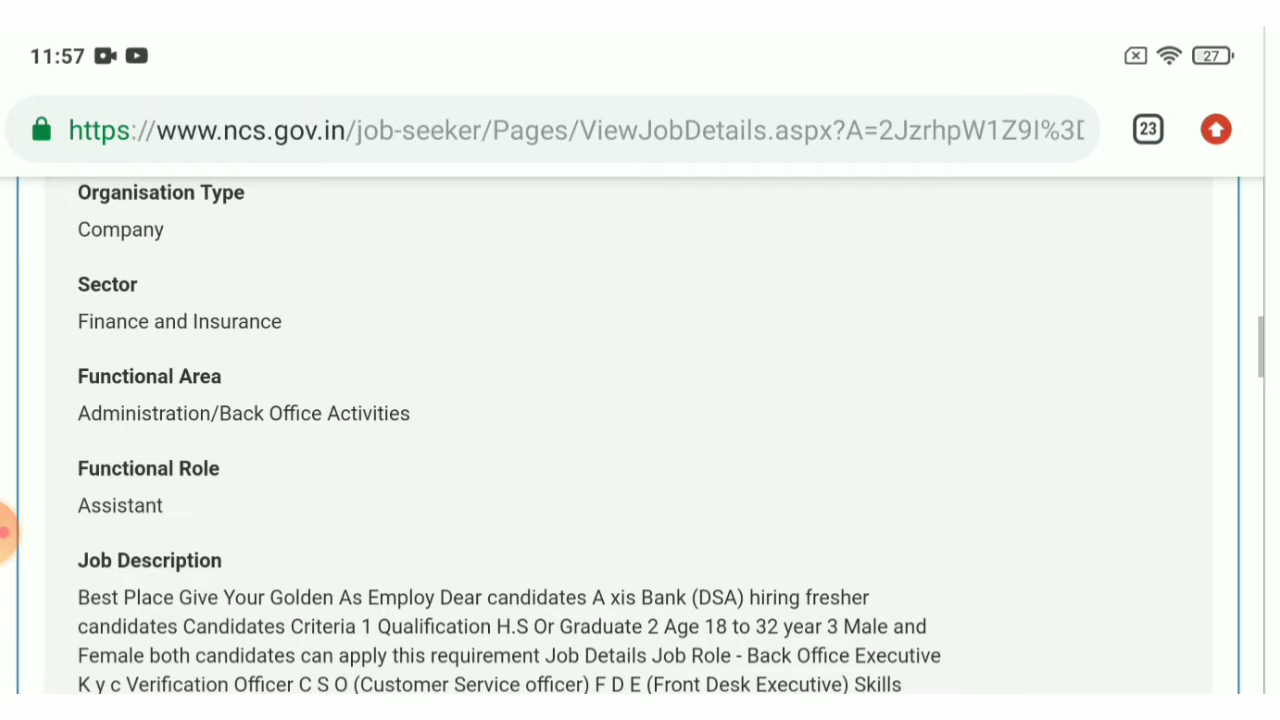 11:57
27
https://www.ncs.gov.in/job-seeker/Pages/ViewJobDetails.aspx?A=2JzrhpW1Z9I%3D
23
Organisation Type
Company
Sector
Finance and Insurance
Functional Area
Administration/Back Office Activities
Functional Role
Assistant
Job Description
Best Place Give Your Golden As Employ Dear candidates A xis Bank (DSA) hiring fresher
candidates Candidates Criteria 1 Qualification H.S Or Graduate 2 Age 18 to 32 year 3 Male and
Female both candidates can apply this requirement Job Details Job Role - Back Office Executive
K y c Verification Officer C S O (Customer Service officer) F D E (Front Desk Executive) Skills